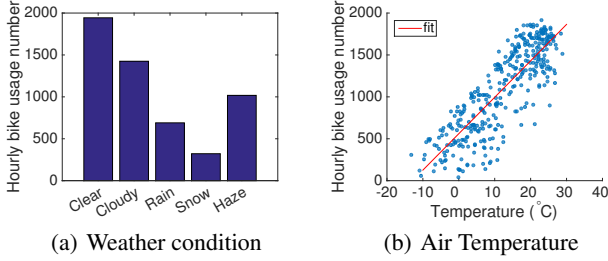 Hourly bike usage number
2000
1500
1000
500
0
Clear
Cloudy
Rain
Snow
Haze
(a) Weather condition
Hourly bike usage number
2000
1500
1000
500
0
fit
-20 -10 0 10 20 30 40
Temperature (°C)
(b) Air Temperature